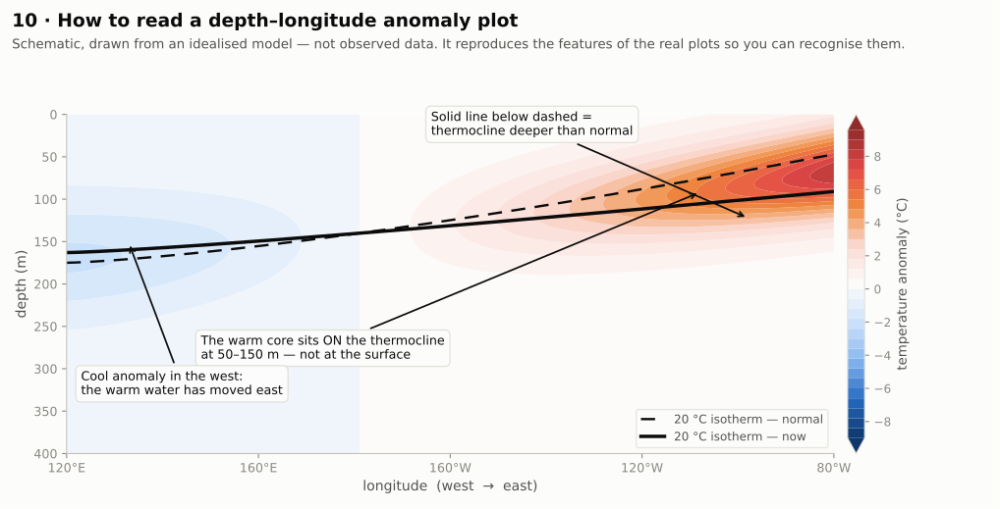 10 · How to read a depth–longitude anomaly plot
Schematic, drawn from an idealised model — not observed data. It reproduces the features of the real plots so you can recognise them.
Solid line below dashed =
thermocline deeper than normal
0
50
100
150
200
250
300
350
400
depth (m)
The warm core sits ON the thermocline
at 50–150 m — not at the surface
Cool anomaly in the west:
the warm water has moved east
20 °C isotherm — normal
20 °C isotherm — now
120°E
160°E
160°W
120°W
80°W
longitude (west → east)
8
6
4
2
0
−2
−4
−6
−8
temperature anomaly (°C)